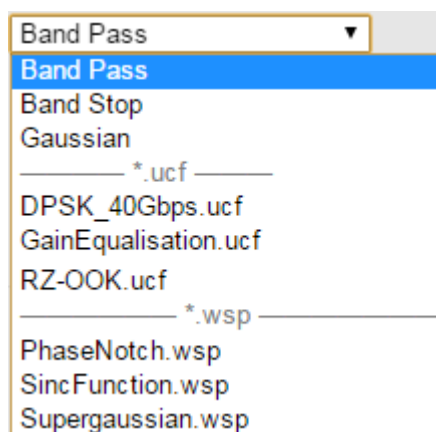 Band Pass
Band Pass
Band Stop
Gaussian
*.ucf
DPSK_40Gbps.ucf
GainEqualisation.ucf
RZ-OOK.ucf
*.wsp
PhaseNotch.wsp
SincFunction.wsp
Supergaussian.wsp